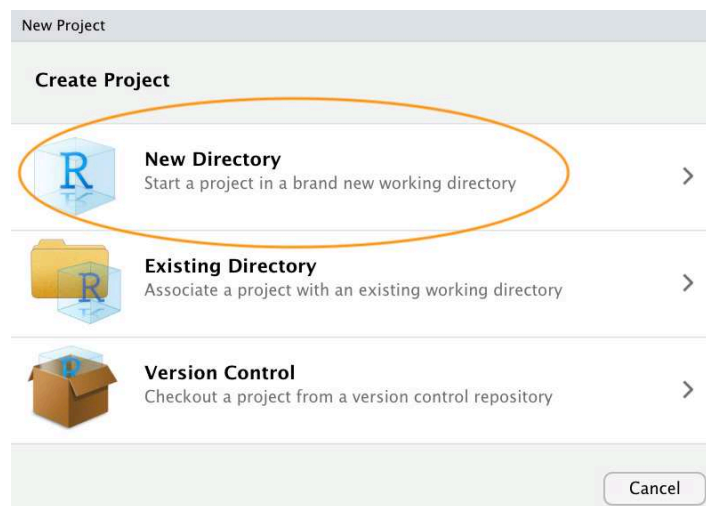 New Project
Create Project
R
New Directory
Start a project in a brand new working directory
R
Existing Directory
Associate a project with an existing working directory
R
Version Control
Checkout a project from a version control repository
Cancel